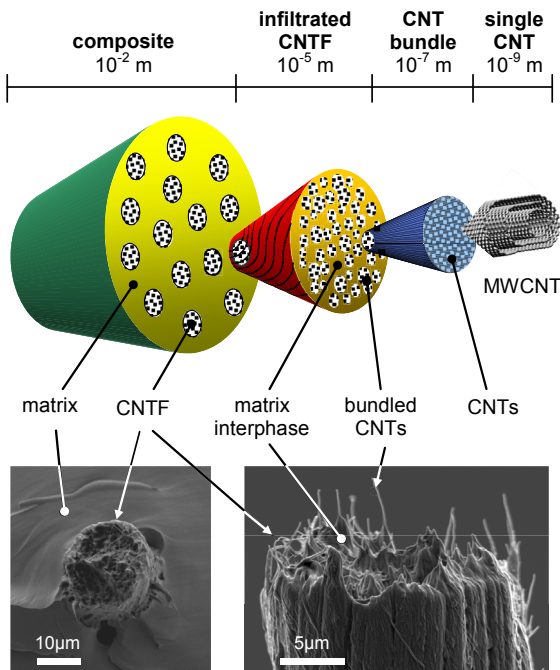 composite
10⁻² m
infiltrated
CNTF
10⁻⁵ m
CNT
bundle
10⁻⁷ m
single
CNT
10⁻⁹ m
MWCNT
matrix
CNTF
matrix
interphase
bundled
CNTs
CNTs
10µm
5µm